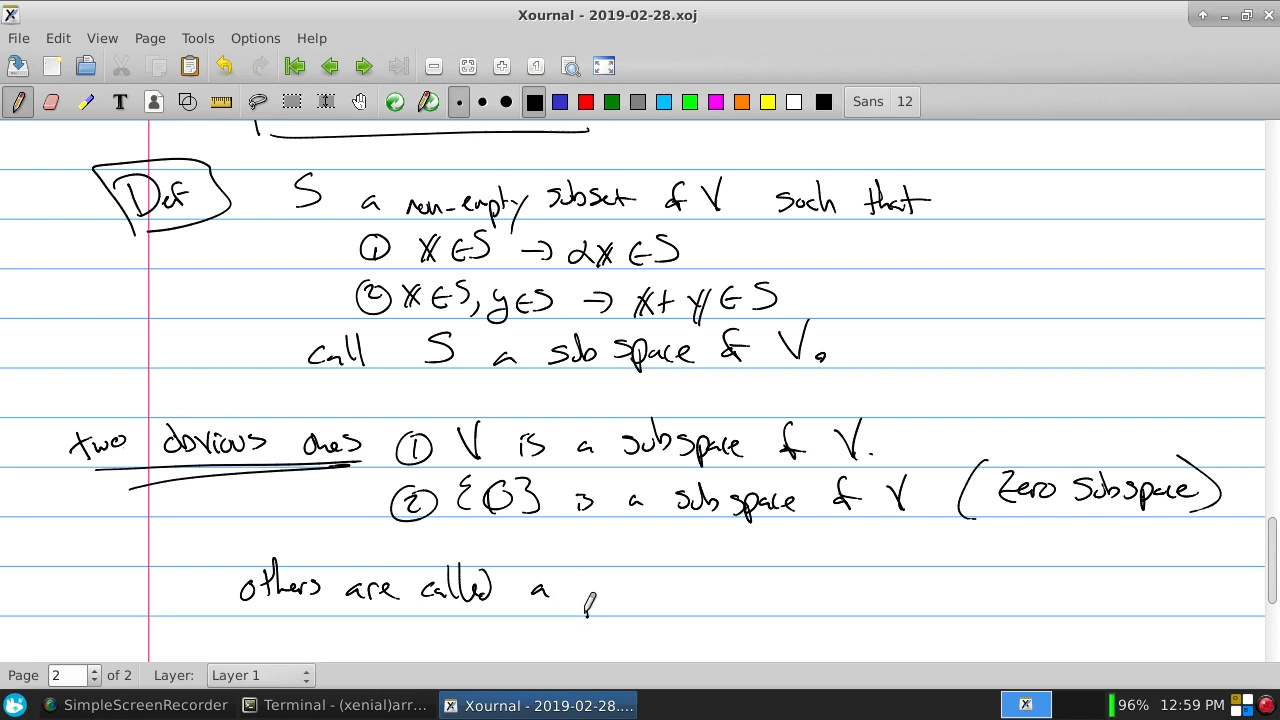 Xournal - 2019-02-28.xoj
File Edit View Page Tools Options Help
Sans 12
Def S a non-empty subset of V such that
① x ∈ S → αx ∈ S
② x ∈ S, y ∈ S → x + y ∈ S
call S a subspace of V.
two obvious ones ① V is a subspace of V.
② {0} is a subspace of V (Zero Subspace)
others are called a
Page 2 of 2 Layer: Layer 1
SimpleScreenRecorder Terminal - (xenial)arr... Xournal - 2019-02-28.... 96% 12:59 PM